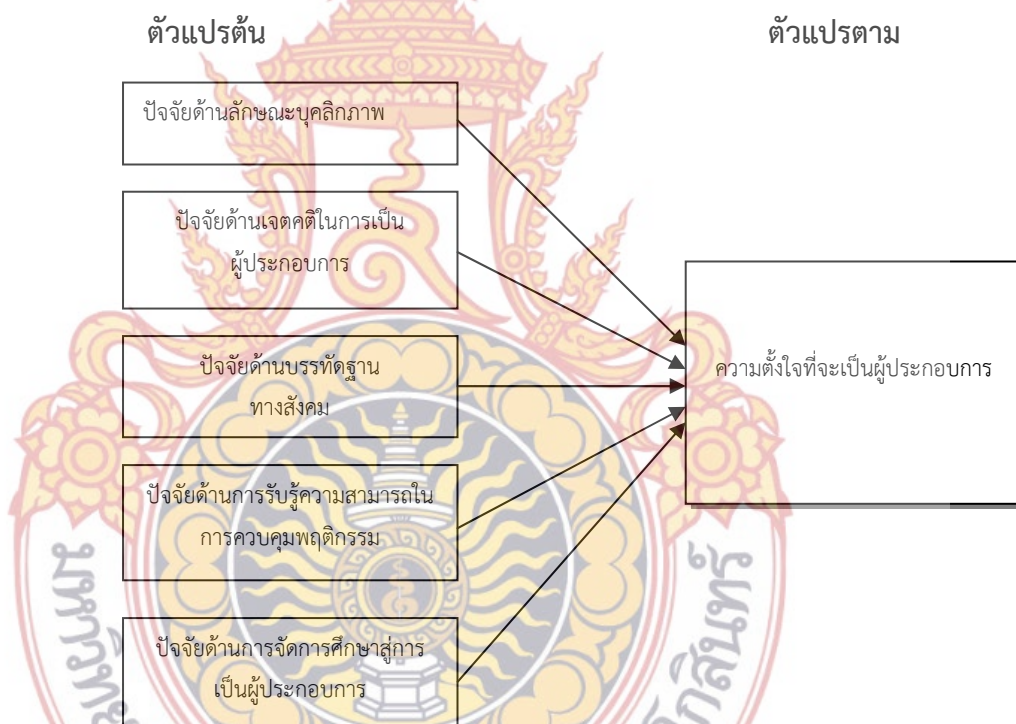 ตัวแปรต้น
ตัวแปรตาม
ปัจจัยด้านลักษณะบุคลิกภาพ
ปัจจัยด้านเจตคติในการเป็น
ผู้ประกอบการ
ปัจจัยด้านบรรทัดฐาน
ทางสังคม
ปัจจัยด้านการรับรู้ความสามารถใน
การควบคุมพฤติกรรม
ปัจจัยด้านการจัดการศึกษาสู่การ
เป็นผู้ประกอบการ
ความตั้งใจที่จะเป็นผู้ประกอบการ